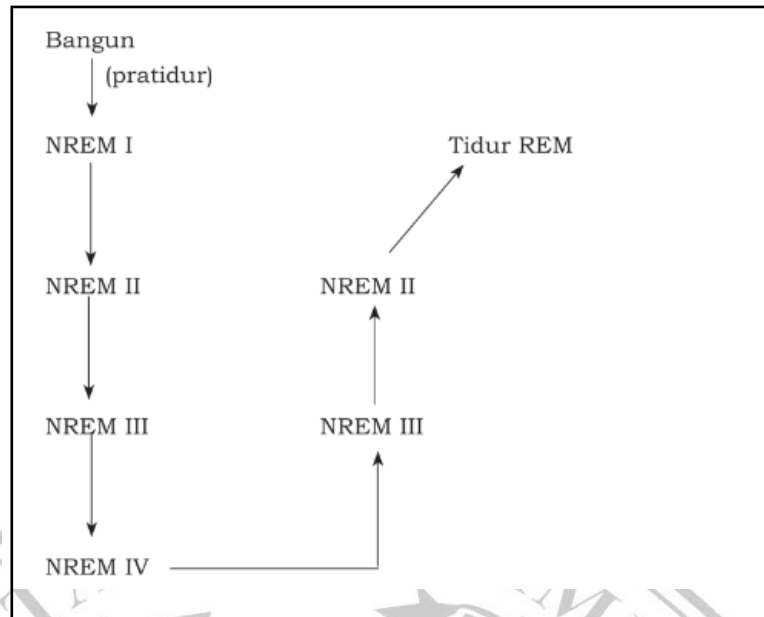 Bangun
(pratidur)
NREM I
Tidur REM
NREM II
NREM II
NREM III
NREM III
NREM IV